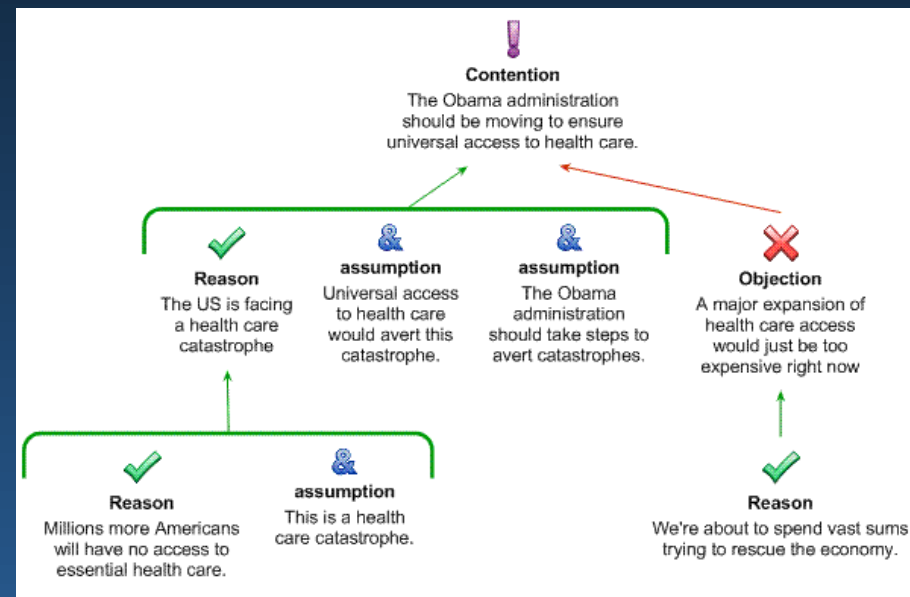 Contention
The Obama administration
should be moving to ensure
universal access to health care.
&
&
Reason
The US is facing
a health care
catastrophe
assumption
Universal access
to health care
would avert this
catastrophe.
assumption
The Obama
administration
should take steps to
avert catastrophes.
Objection
A major expansion of
health care access
would just be too
expensive right now
&
Reason
Millions more Americans
will have no access to
essential health care.
assumption
This is a health
care catastrophe.
Reason
We're about to spend vast sums
trying to rescue the economy.